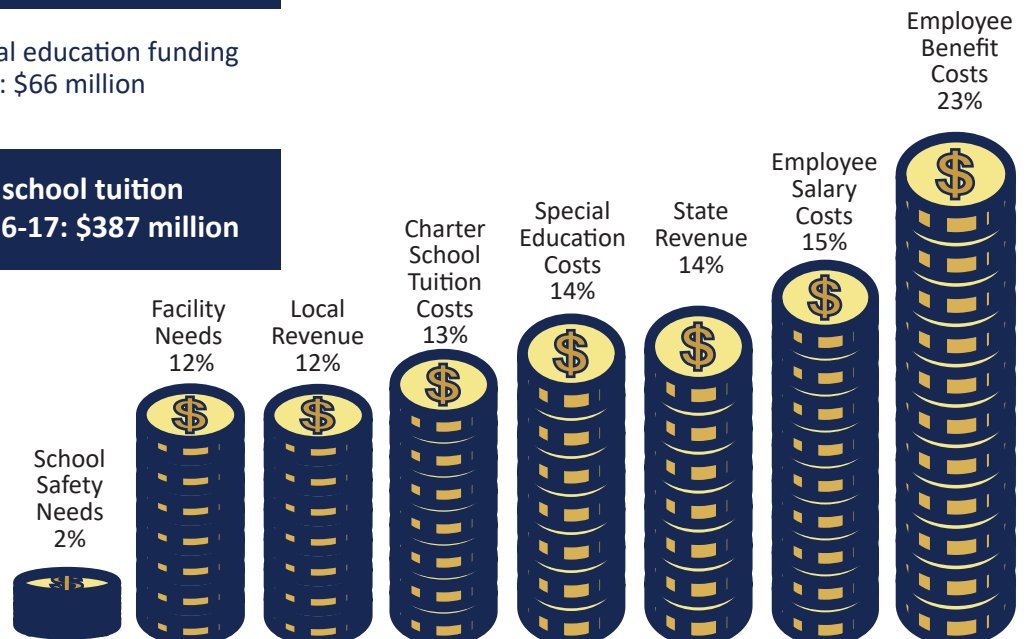 al education funding
: $66 million
school tuition
6-17: $387 million
School
Safety
Needs
2%
Facility
Needs
12%
Local
Revenue
12%
Charter
School
Tuition
Costs
13%
Special
Education
Costs
14%
State
Revenue
14%
Employee
Salary
Costs
15%
Employee
Benefit
Costs
23%